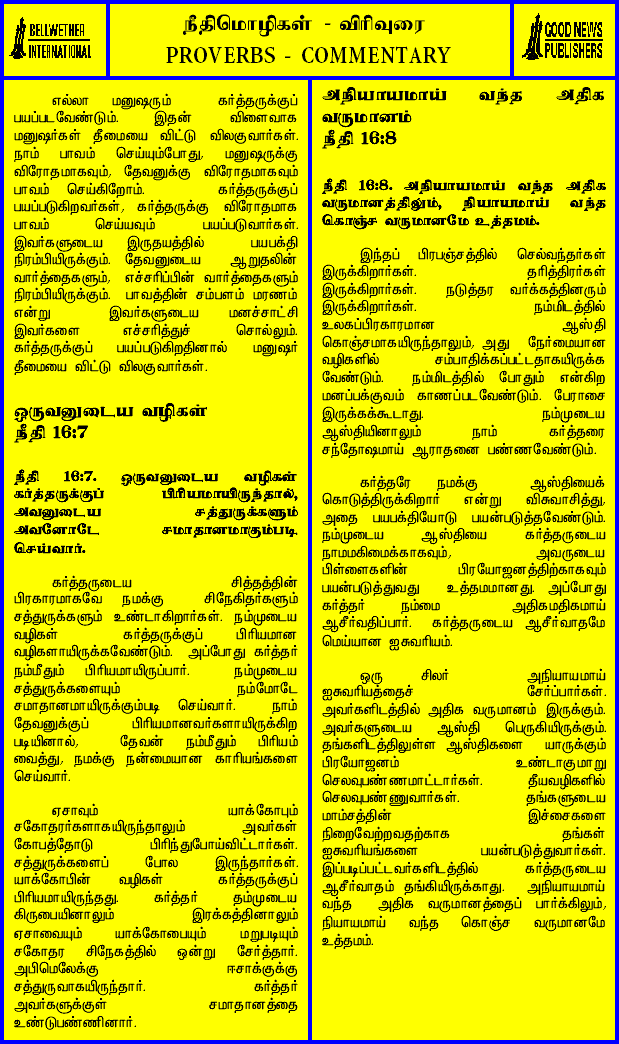 BELLWETHER
INTERNATIONAL
நீதிமொழிகள் - விரிவுரை
PROVERBS - COMMENTARY
GOOD NEWS
PUBLISHERS
எல்லா மனுஷரும் கர்த்தருக்குப்
பயப்படவேண்டும். இதன் விளைவாக
மனுஷர்கள் தீமையை விட்டு விலகுவார்கள்.
நாம் பாவம் செய்யும்போது, மனுஷருக்கு
விரோதமாகவும், தேவனுக்கு விரோதமாகவும்
பாவம் செய்கிறோம். கர்த்தருக்குப்
பயப்படுகிறவர்கள், கர்த்தருக்கு விரோதமாக
பாவம் செய்யவும் பயப்படுவார்கள்.
இவர்களுடைய இருதயத்தில் பயபக்தி
நிரம்பியிருக்கும். தேவனுடைய ஆறுதலின்
வார்த்தைகளும், எச்சரிப்பின் வார்த்தைகளும்
நிரம்பியிருக்கும். பாவத்தின் சம்பளம் மரணம்
என்று இவர்களுடைய மனச்சாட்சி
இவர்களை எச்சரித்துச் சொல்லும்.
கர்த்தருக்குப் பயப்படுகிறதினால் மனுஷர்
தீமையை விட்டு விலகுவார்கள்.
ஒருவனுடைய வழிகள்
நீதி 16:7
நீதி 16:7. ஒருவனுடைய வழிகள்
கர்த்தருக்குப் பிரியமாயிருந்தால்,
அவனுடைய சத்துருக்களும்
அவனோடே சமாதானமாகும்படி
செய்வார்.
கர்த்தருடைய சித்தத்தின்
பிரகாரமாகவே நமக்கு சிநேகிதர்களும்
சத்துருக்களும் உண்டாகிறார்கள். நம்முடைய
வழிகள் கர்த்தருக்குப் பிரியமான
வழிகளாயிருக்கவேண்டும். அப்போது கர்த்தர்
நம்மீதும் பிரியமாயிருப்பார். நம்முடைய
சத்துருக்களையும் நம்மோடே
சமாதானமாயிருக்கும்படி செய்வார். நாம்
தேவனுக்குப் பிரியமானவர்களாயிருக்கிற
படியினால், தேவன் நம்மீதும் பிரியம்
வைத்து, நமக்கு நன்மையான காரியங்களை
செய்வார்.
ஏசாவும் யாக்கோபும்
சகோதரர்களாகயிருந்தாலும் அவர்கள்
கோபத்தோடு பிரிந்துபோய்விட்டார்கள்.
சத்துருக்களைப் போல இருந்தார்கள்.
யாக்கோபின் வழிகள் கர்த்தருக்குப்
பிரியமாயிருந்தது. கர்த்தர் தம்முடைய
கிருபையினாலும் இரக்கத்தினாலும்
ஏசாவையும் யாக்கோபையும் மறுபடியும்
சகோதர சிநேகத்தில் ஒன்று சேர்த்தார்.
அபிமெலேக்கு ஈசாக்குக்கு
சத்துருவாகயிருந்தார். கர்த்தர்
அவர்களுக்குள் சமாதானத்தை
உண்டுபண்ணினார்.
அநியாயமாய் வந்த அதிக
வருமானம்
நீதி 16:8
நீதி 16:8. அநியாயமாய் வந்த அதிக
வருமானத்திலும், நியாயமாய் வந்த
கொஞ்ச வருமானமே உத்தமம்.
இந்தப் பிரபஞ்சத்தில் செல்வந்தர்கள்
இருக்கிறார்கள். தரித்திரர்கள்
இருக்கிறார்கள். நடுத்தர வர்க்கத்தினரும்
இருக்கிறார்கள். நம்மிடத்தில்
உலகப்பிரகாரமான ஆஸ்தி
கொஞ்சமாகயிருந்தாலும், அது நேர்மையான
வழிகளில் சம்பாதிக்கப்பட்டதாகயிருக்க
வேண்டும். நம்மிடத்தில் போதும் என்கிற
மனப்பக்குவம் காணப்படவேண்டும். பேராசை
இருக்கக்கூடாது. நம்முடைய
ஆஸ்தியினாலும் நாம் கர்த்தரை
சந்தோஷமாய் ஆராதனை பண்ணவேண்டும்.
கர்த்தரே நமக்கு ஆஸ்தியைக்
கொடுத்திருக்கிறார் என்று விசுவாசித்து,
அதை பயபக்தியோடு பயன்படுத்தவேண்டும்.
நம்முடைய ஆஸ்தியை கர்த்தருடைய
நாமமகிமைக்காகவும், அவருடைய
பிள்ளைகளின் பிரயோஜனத்திற்காகவும்
பயன்படுத்துவது உத்தமமானது. அப்போது
கர்த்தர் நம்மை அதிகமதிகமாய்
ஆசீர்வதிப்பார். கர்த்தருடைய ஆசீர்வாதமே
மெய்யான ஐசுவரியம்.
ஒரு சிலர் அநியாயமாய்
ஐசுவரியத்தைச் சேர்ப்பார்கள்.
அவர்களிடத்தில் அதிக வருமானம் இருக்கும்.
அவர்களுடைய ஆஸ்தி பெருகியிருக்கும்.
தங்களிடத்திலுள்ள ஆஸ்திகளை யாருக்கும்
பிரயோஜனம் உண்டாகுமாறு
செலவுபண்ணமாட்டார்கள். தீயவழிகளில்
செலவுபண்ணுவார்கள். தங்களுடைய
மாம்சத்தின் இச்சைகளை
நிறைவேற்றவதற்காக தங்கள்
ஐசுவரியங்களை பயன்படுத்துவார்கள்.
இப்படிப்பட்டவர்களிடத்தில் கர்த்தருடைய
ஆசீர்வாதம் தங்கியிருக்காது. அநியாயமாய்
வந்த அதிக வருமானத்தைப் பார்க்கிலும்,
நியாயமாய் வந்த கொஞ்ச வருமானமே
உத்தமம்.